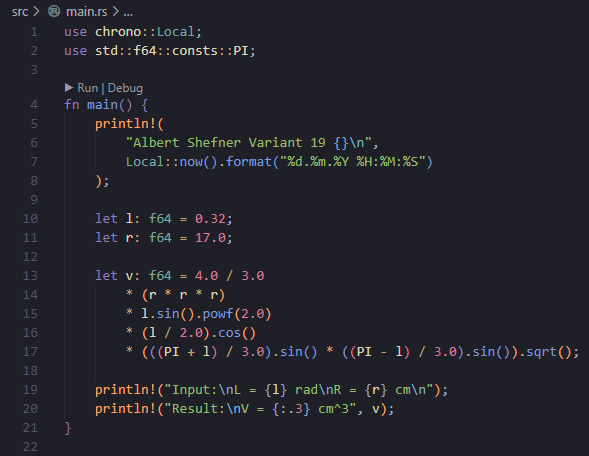 src > main.rs > ...
1 use chrono::Local;
2 use std::f64::consts::PI;
3
Run | Debug
4 fn main() {
5     println!(
6         "Albert Shefner Variant 19 {}\n",
7         Local::now().format("%d.%m.%Y %H:%M:%S")
8     );
9
10     let l: f64 = 0.32;
11     let r: f64 = 17.0;
12
13     let v: f64 = 4.0 / 3.0
14         * (r * r * r)
15         * l.sin().powf(2.0)
16         * (l / 2.0).cos()
17         * (((PI + l) / 3.0).sin() * ((PI - l) / 3.0).sin()).sqrt();
18
19     println!("Input:\nL = {l} rad\nR = {r} cm\n");
20     println!("Result:\nV = {:.3} cm^3", v);
21 }
22